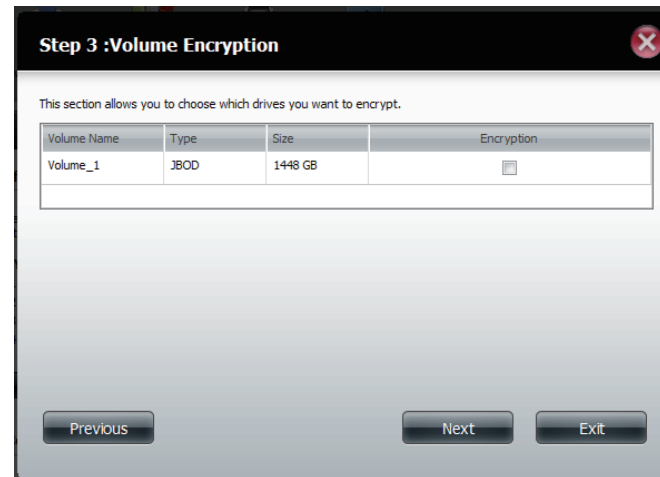 Step 3 :Volume Encryption
This section allows you to choose which drives you want to encrypt.
Volume Name Type Size Encryption
Volume_1 JBOD 1448 GB
Previous Next Exit